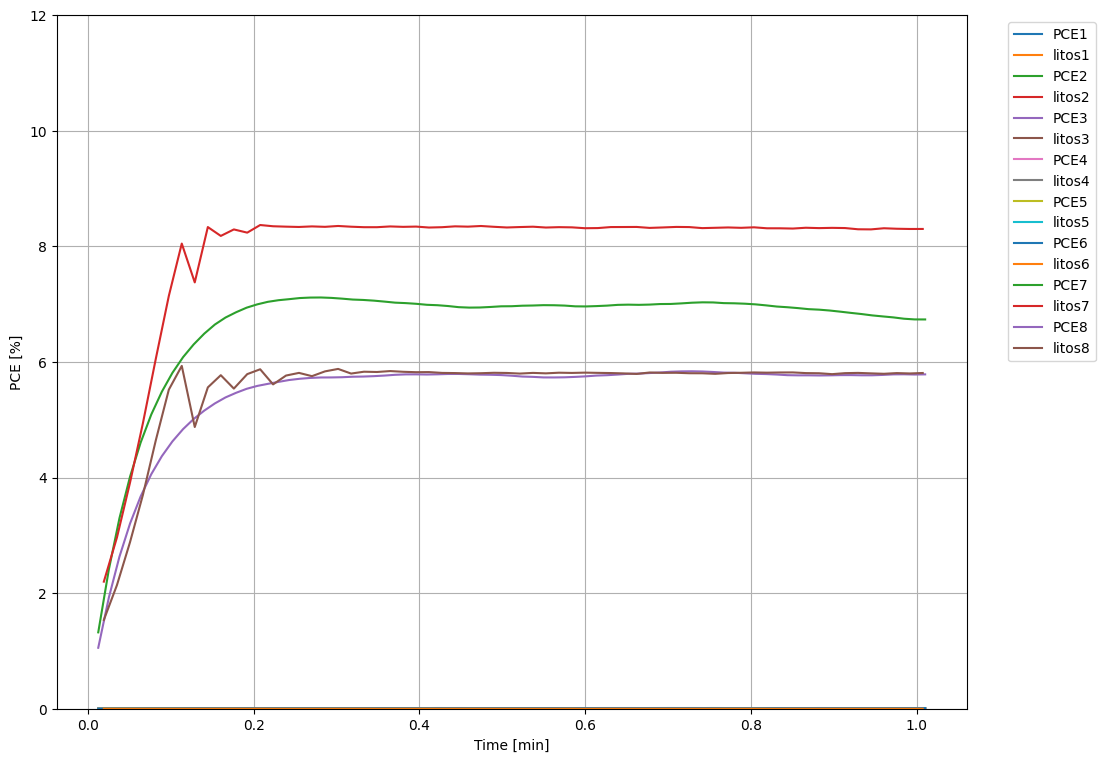 12
10
8
6
4
2
0
PCE [%]
0.0
0.2
0.4
0.6
0.8
1.0
Time [min]
PCE1
litos1
PCE2
litos2
PCE3
litos3
PCE4
litos4
PCE5
litos5
PCE6
litos6
PCE7
litos7
PCE8
litos8